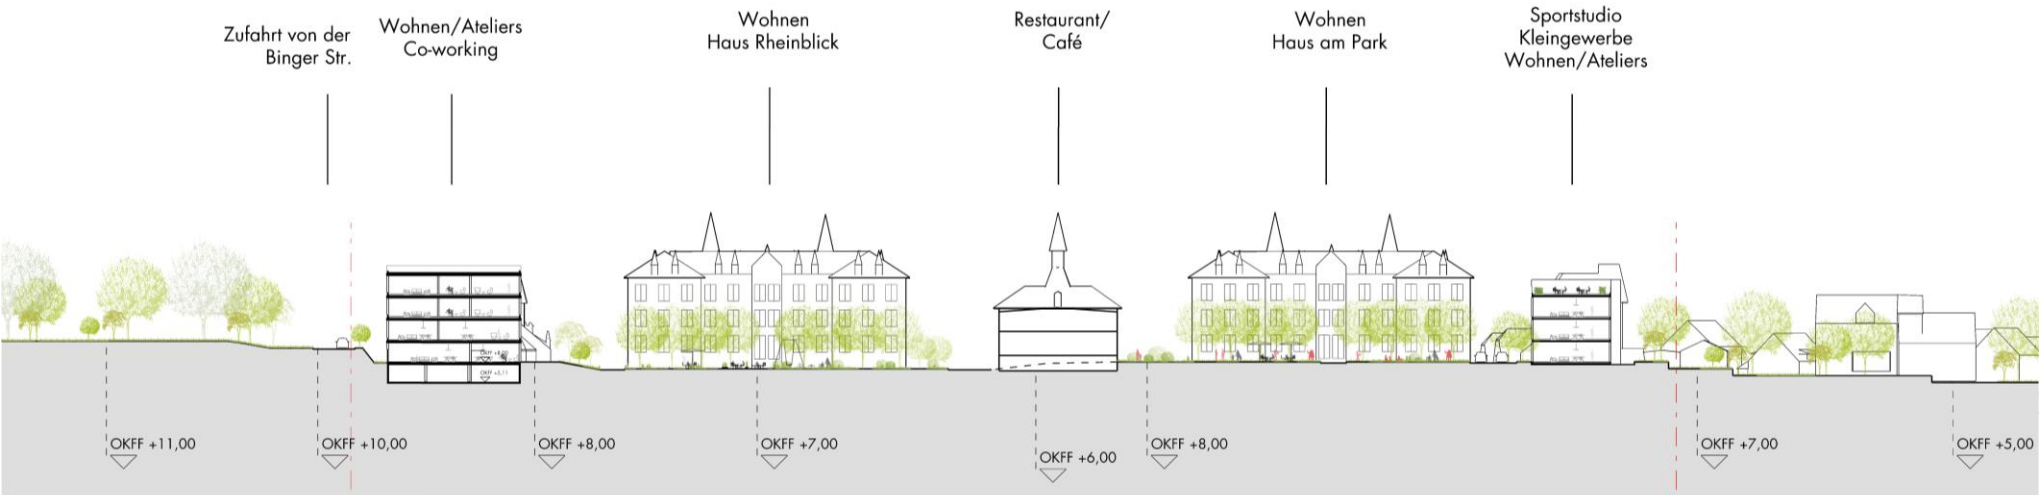 Zufahrt von der
Binger Str.
Wohnen/Ateliers
Co-working
Wohnen
Haus Rheinblick
Restaurant/
Café
Wohnen
Haus am Park
Sportstudio
Kleingewerbe
Wohnen/Ateliers
OKFF +11,00
OKFF +10,00
OKFF +8,00
OKFF +7,00
OKFF +6,00
OKFF +8,00
OKFF +7,00
OKFF +5,00